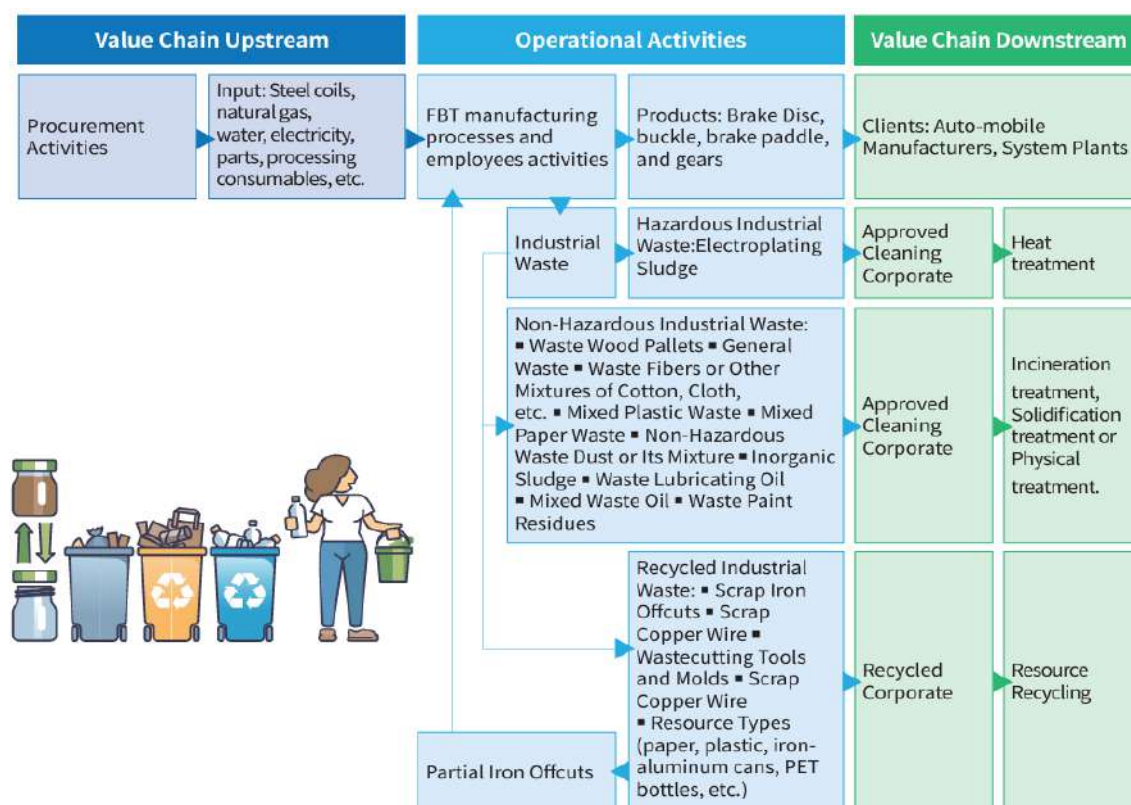 Value Chain Upstream
Operational Activities
Value Chain Downstream
Procurement
Activities
Input: Steel coils,
natural gas,
water, electricity,
parts, processing
consumables, etc.
FBT manufacturing
processes and
employees activities
Products: Brake Disc,
buckle, brake paddle,
and gears
Clients: Auto-mobile
Manufacturers, System Plants
Industrial
Waste
Hazardous Industrial
Waste:Electroplating
Sludge
Approved
Cleaning
Corporate
Heat
treatment
Non-Hazardous Industrial Waste:
▪ Waste Wood Pallets ▪ General
Waste ▪ Waste Fibers or Other
Mixtures of Cotton, Cloth,
etc. ▪ Mixed Plastic Waste ▪ Mixed
Paper Waste ▪ Non-Hazardous
Waste Dust or Its Mixture ▪ Inorganic
Sludge ▪ Waste Lubricating Oil
▪ Mixed Waste Oil ▪ Waste Paint
Residues
Approved
Cleaning
Corporate
Incineration
treatment,
Solidification
treatment or
Physical
treatment.
Recycled Industrial
Waste: ▪ Scrap Iron
Offcuts ▪ Scrap
Copper Wire ▪
Wastecutting Tools
and Molds ▪ Scrap
Copper Wire
▪ Resource Types
(paper, plastic, iron-
aluminum cans, PET
bottles, etc.)
Recycled
Corporate
Resource
Recycling
Partial Iron Offcuts